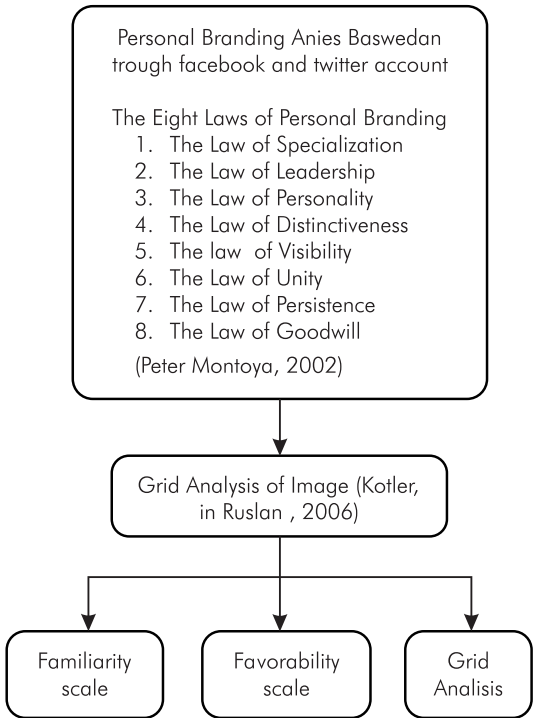 Personal Branding Anies Baswedan
trough facebook and twitter account
The Eight Laws of Personal Branding
1. The Law of Specialization
2. The Law of Leadership
3. The Law of Personality
4. The Law of Distinctiveness
5. The law of Visibility
6. The Law of Unity
7. The Law of Persistence
8. The Law of Goodwill
(Peter Montoya, 2002)
Grid Analysis of Image (Kotler,
in Ruslan , 2006)
Familiarity
scale
Favorability
scale
Grid
Analisis